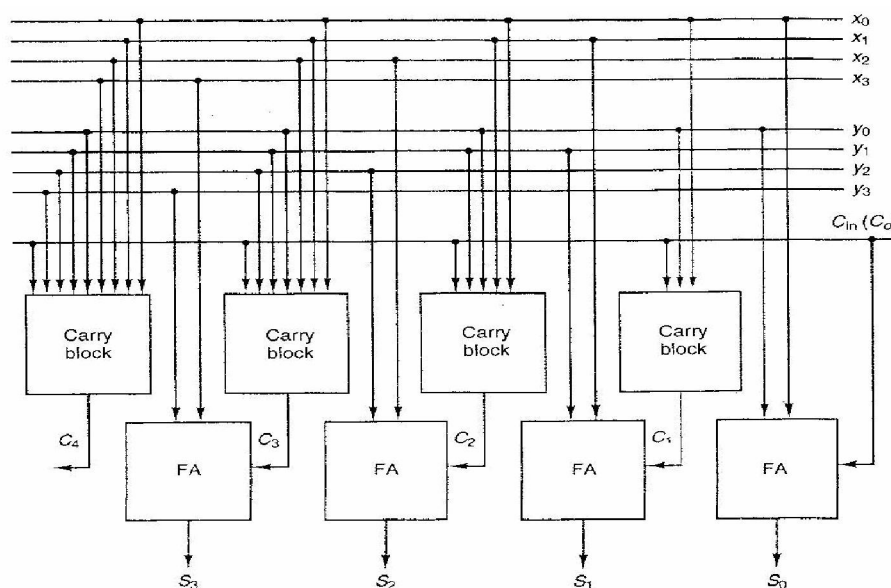 x0
x1
x2
x3
y0
y1
y2
y3
Cin (Co
Carry block
Carry block
Carry block
Carry block
C4
C3
C2
C1
FA
FA
FA
FA
S3
S2
S1
S0